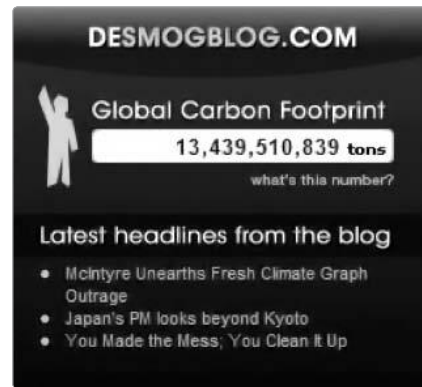 DESMOGBLOG.COM
Global Carbon Footprint
13,439,510,839 tons
what's this number?
Latest headlines from the blog
• McIntyre Unearths Fresh Climate Graph
Outrage
• Japan's PM looks beyond Kyoto
• You Made the Mess; You Clean It Up